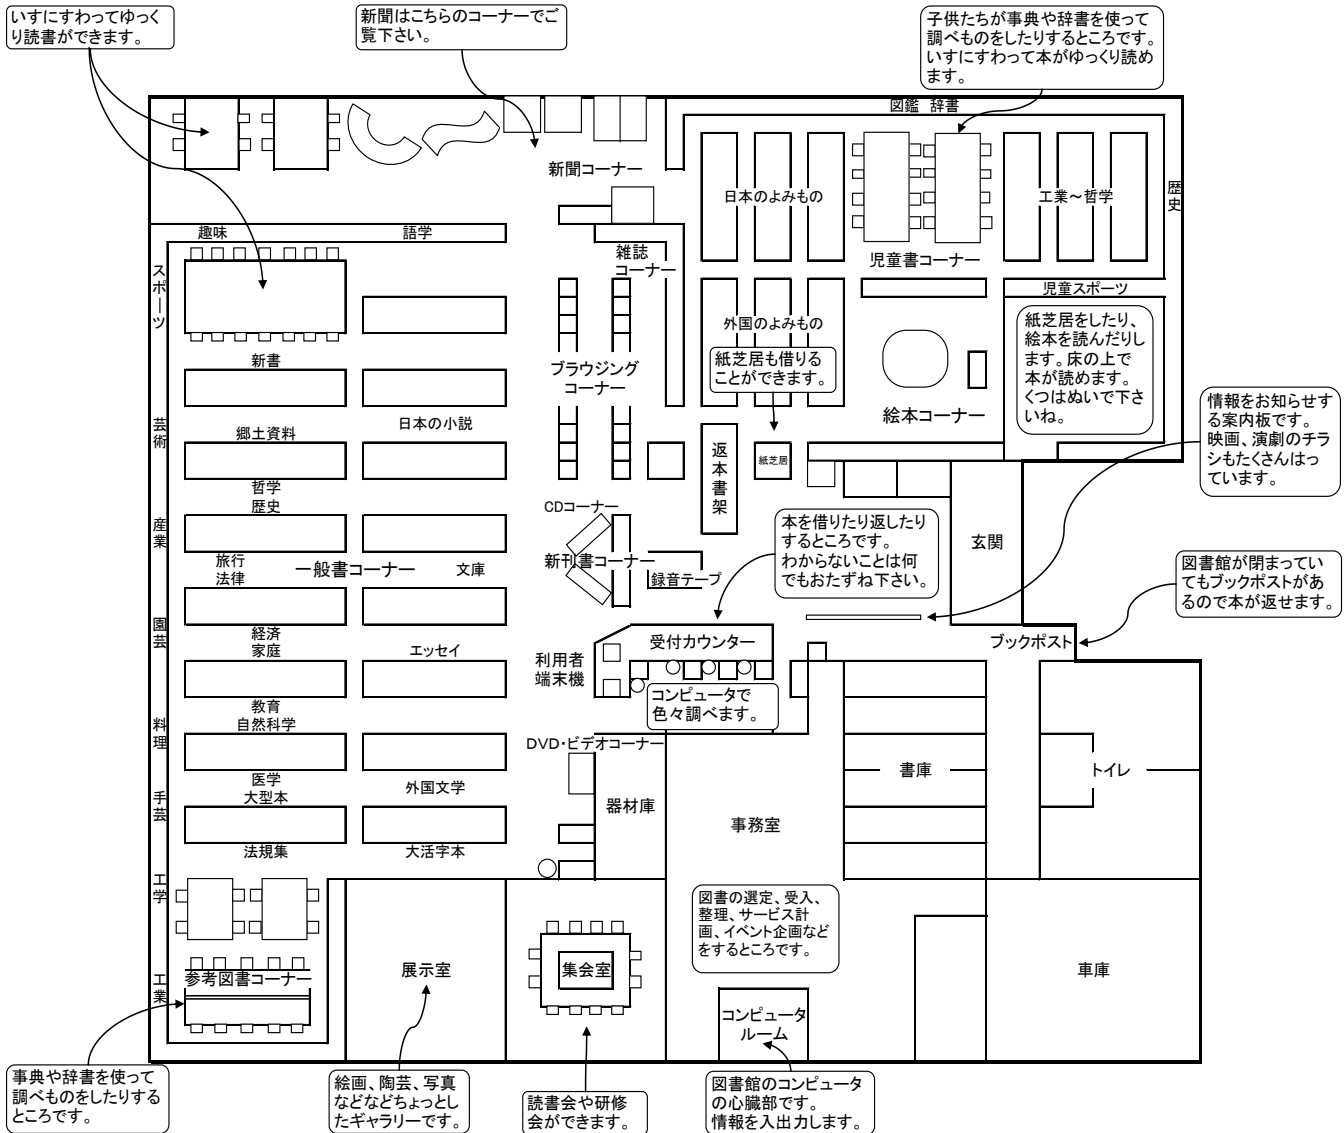 いすにすわってゆっく
り読書ができます。
新聞はこちらのコーナーでご
覧下さい。
子供たちが事典や辞書を使って
調べものをしたりするところです。
いすにすわって本がゆっくり読め
ます。
図鑑 辞書
新聞コーナー
日本のよみもの
工業～哲学
歴史
趣味
語学
雑誌
コーナー
児童書コーナー
スポーツ
児童スポーツ
外国のよみもの
紙芝居をしたり、
絵本を読んだりし
ます。床の上で
本が読めます。
くつはぬいで下さ
いね。
紙芝居も借りる
ことができます。
新書
ブラウジング
コーナー
絵本コーナー
情報をお知らせす
る案内板です。
映画、演劇のチラ
シもたくさんはっ
ています。
芸術
郷土資料
日本の小説
返本書架
紙芝居
哲学
歴史
CDコーナー
産業
本を借りたり返したり
するところです。
わからないことは何
でもおたずね下さい。
玄関
旅行
法律
一般書コーナー
文庫
新刊書コーナー
録音テープ
図書館が閉まってい
てもブックポストがあ
るので本が返せます。
園芸
経済
家庭
エッセイ
利用者
端末機
受付カウンター
ブックポスト
コンピュータで
色々調べます。
教育
自然科学
料理
DVD・ビデオコーナー
医学
大型本
外国文学
手芸
器材庫
事務室
書庫
トイレ
法規集
大活字本
工学
図書の選定、受入、
整理、サービス計
画、イベント企画など
をするところです。
参考図書コーナー
展示室
集会室
車庫
工業
コンピュータ
ルーム
事典や辞書を使って
調べものをしたりする
ところです。
絵画、陶芸、写真
などなどちょっとし
たギャラリーです。
読書会や研修
会ができます。
図書館のコンピュータ
の心臓部です。
情報を入出力します。